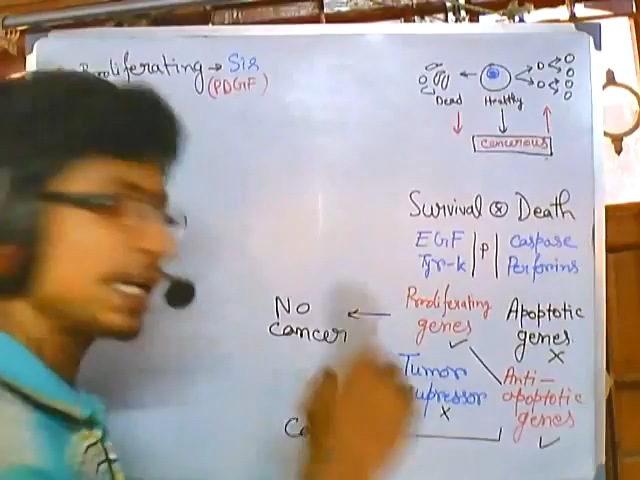 Proliferating → Sis
(PDGF)
Dead Healthy
cancerous
Survival ⊗ Death
EGF | P | Caspase
Tyr-k Perforins
No
cancer
Proliferating
genes ✓
Apoptotic
genes
x
Tumor
x
Anti-
apoptotic
genes
✓